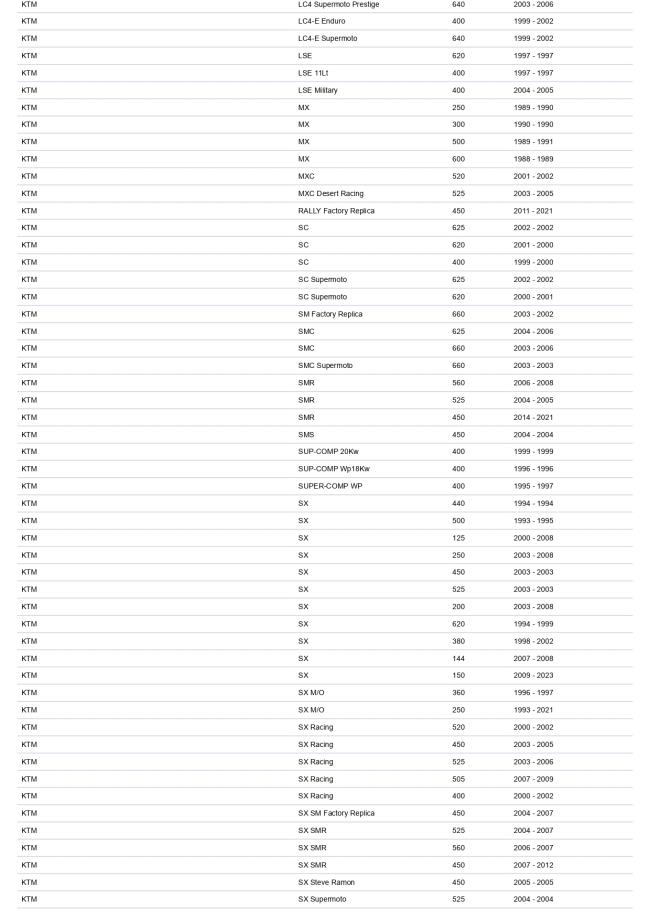 KTM LC4 Supermoto Prestige 640 2003 - 2006
KTM LC4-E Enduro 400 1999 - 2002
KTM LC4-E Supermoto 640 1999 - 2002
KTM LSE 620 1997 - 1997
KTM LSE 11Lt 400 1997 - 1997
KTM LSE Military 400 2004 - 2005
KTM MX 250 1989 - 1990
KTM MX 300 1990 - 1990
KTM MX 500 1989 - 1991
KTM MX 600 1988 - 1989
KTM MXC 520 2001 - 2002
KTM MXC Desert Racing 525 2003 - 2005
KTM RALLY Factory Replica 450 2011 - 2021
KTM SC 625 2002 - 2002
KTM SC 620 2001 - 2000
KTM SC 400 1999 - 2000
KTM SC Supermoto 625 2002 - 2002
KTM SC Supermoto 620 2000 - 2001
KTM SM Factory Replica 660 2003 - 2002
KTM SMC 625 2004 - 2006
KTM SMC 660 2003 - 2006
KTM SMC Supermoto 660 2003 - 2003
KTM SMR 560 2006 - 2008
KTM SMR 525 2004 - 2005
KTM SMR 450 2014 - 2021
KTM SMS 450 2004 - 2004
KTM SUP-COMP 20Kw 400 1999 - 1999
KTM SUP-COMP Wp18Kw 400 1996 - 1996
KTM SUPER-COMP WP 400 1995 - 1997
KTM SX 440 1994 - 1994
KTM SX 500 1993 - 1995
KTM SX 125 2000 - 2008
KTM SX 250 2003 - 2008
KTM SX 450 2003 - 2003
KTM SX 525 2003 - 2003
KTM SX 200 2003 - 2008
KTM SX 620 1994 - 1999
KTM SX 380 1998 - 2002
KTM SX 144 2007 - 2008
KTM SX 150 2009 - 2023
KTM SX M/O 360 1996 - 1997
KTM SX M/O 250 1993 - 2021
KTM SX Racing 520 2000 - 2002
KTM SX Racing 450 2003 - 2005
KTM SX Racing 525 2003 - 2006
KTM SX Racing 505 2007 - 2009
KTM SX Racing 400 2000 - 2002
KTM SX SM Factory Replica 450 2004 - 2007
KTM SX SMR 525 2004 - 2007
KTM SX SMR 560 2006 - 2007
KTM SX SMR 450 2007 - 2012
KTM SX Steve Ramon 450 2005 - 2005
KTM SX Supermoto 525 2004 - 2004